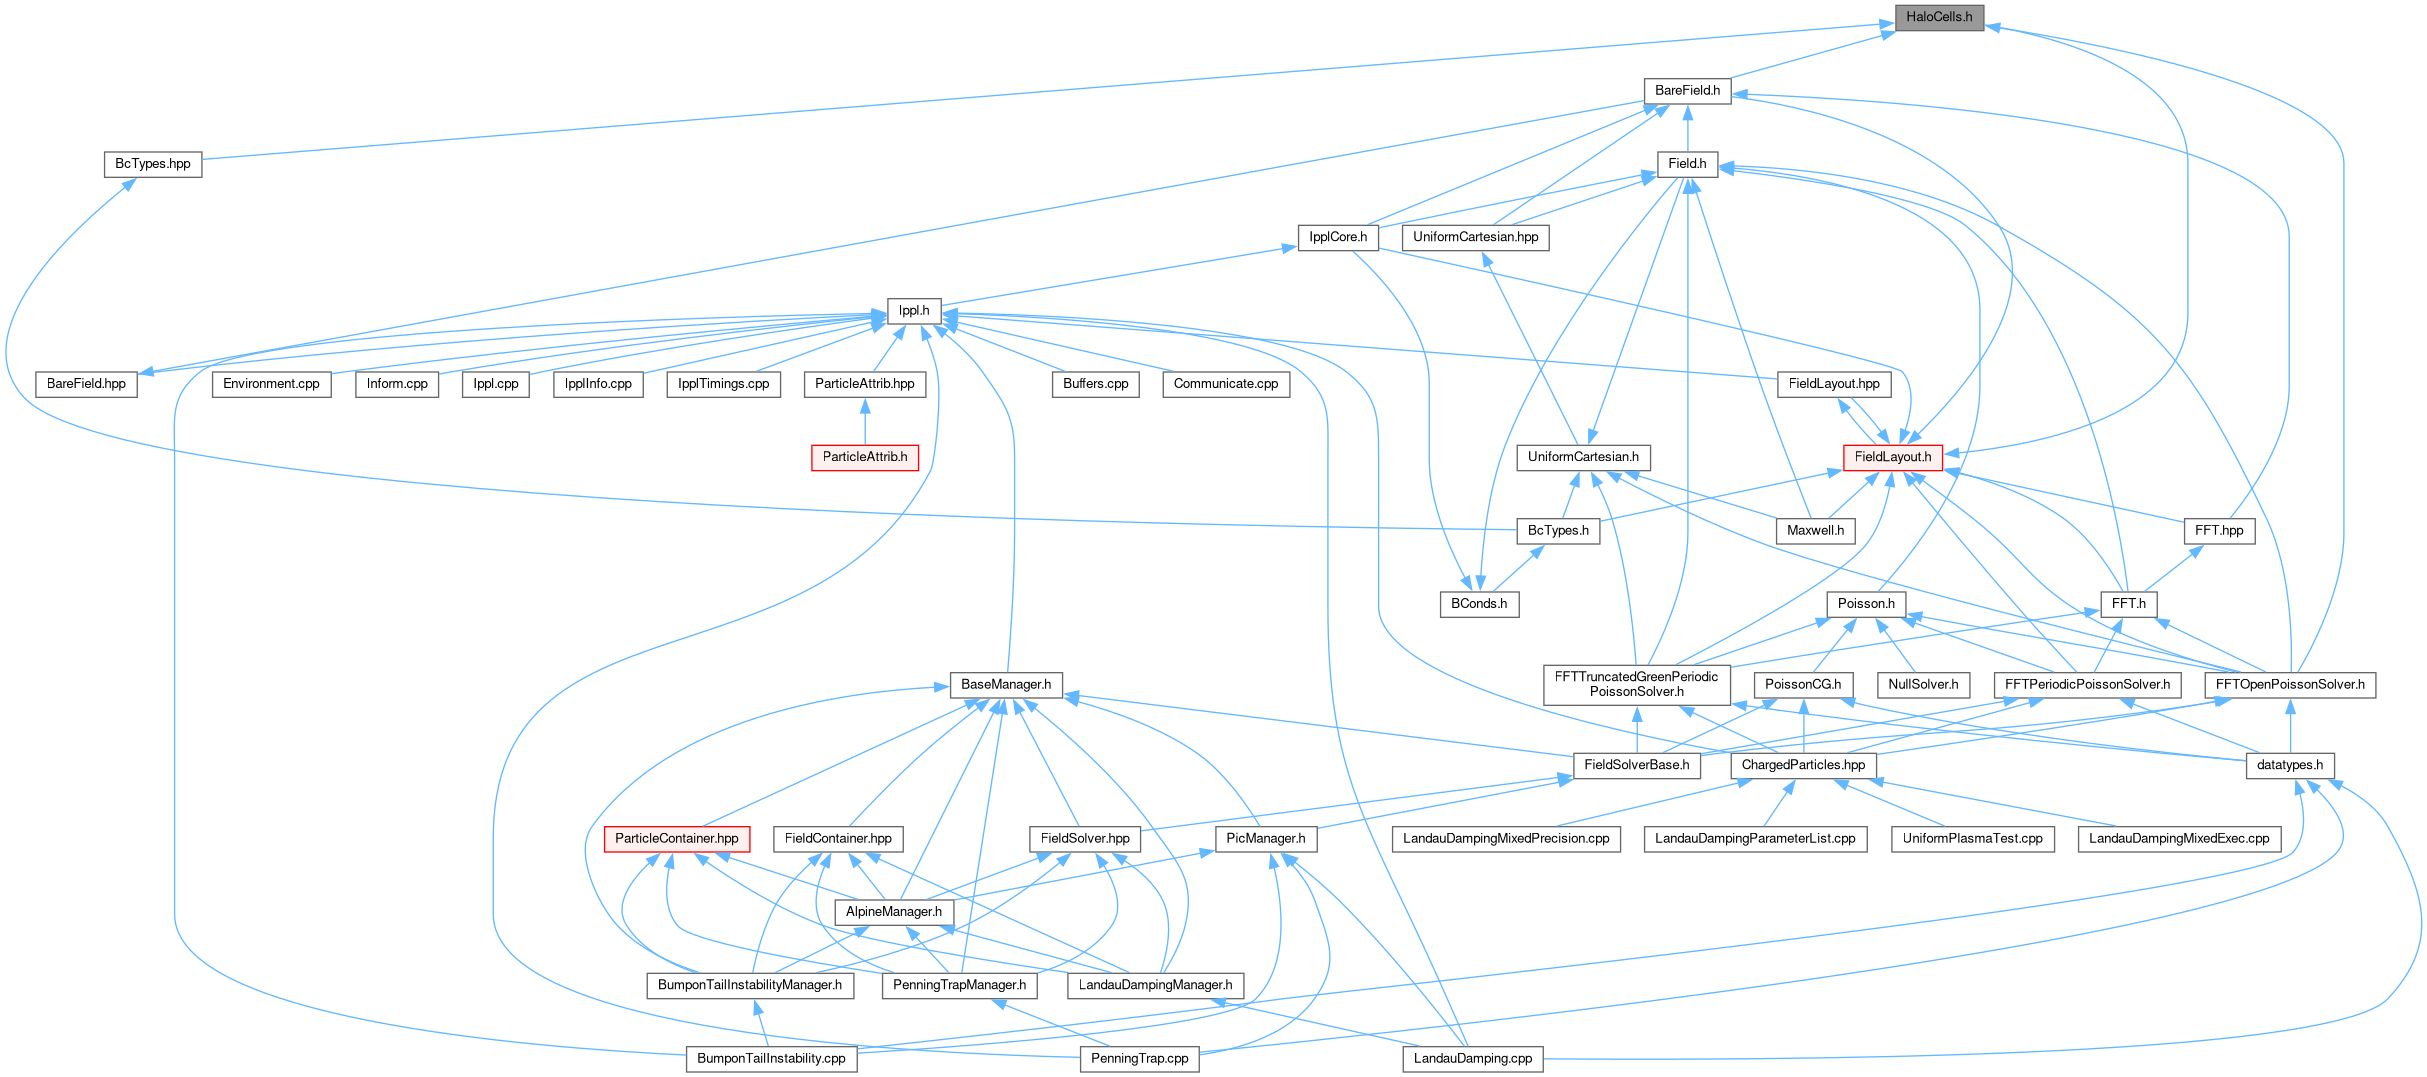 HaloCells.h
BareField.h
BcTypes.hpp
Field.h
IpplCore.h
UniformCartesian.hpp
Ippl.h
BareField.hpp
Environment.cpp
Inform.cpp
Ippl.cpp
IpplInfo.cpp
IpplTimings.cpp
ParticleAttrib.hpp
Buffers.cpp
Communicate.cpp
FieldLayout.hpp
ParticleAttrib.h
UniformCartesian.h
FieldLayout.h
BcTypes.h
Maxwell.h
FFT.hpp
BConds.h
Poisson.h
FFT.h
BaseManager.h
FFTTruncatedGreenPeriodic
PoissonSolver.h
PoissonCG.h
NullSolver.h
FFTPeriodicPoissonSolver.h
FFTOpenPoissonSolver.h
FieldSolverBase.h
ChargedParticles.hpp
datatypes.h
ParticleContainer.hpp
FieldContainer.hpp
FieldSolver.hpp
PicManager.h
LandauDampingMixedPrecision.cpp
LandauDampingParameterList.cpp
UniformPlasmaTest.cpp
LandauDampingMixedExec.cpp
AlpineManager.h
BumponTailInstabilityManager.h
PenningTrapManager.h
LandauDampingManager.h
BumponTailInstability.cpp
PenningTrap.cpp
LandauDamping.cpp